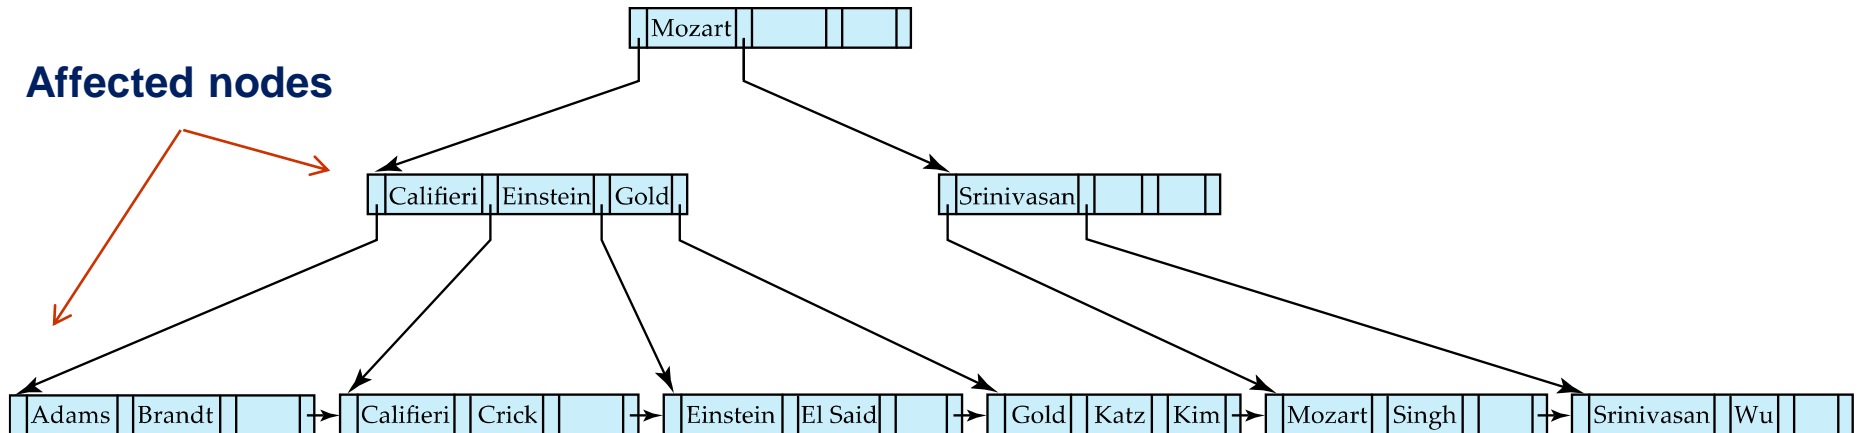 Mozart
Affected nodes
Califieri Einstein Gold Srinivasan
Adams Brandt Califieri Crick Einstein El Said Gold Katz Kim Mozart Singh Srinivasan Wu